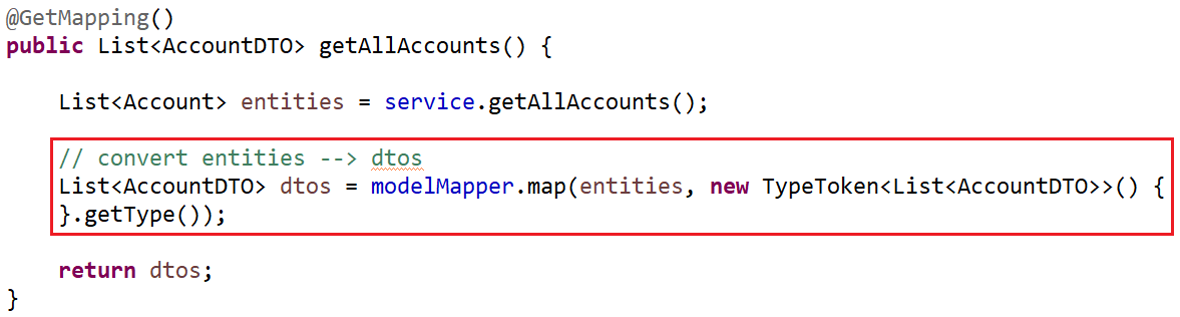 @GetMapping()
public List<AccountDTO> getAllAccounts() {
List<Account> entities = service.getAllAccounts();
// convert entities --> dtos
List<AccountDTO> dtos = modelMapper.map(entities, new TypeToken<List<AccountDTO>>() {
}.getType());
return dtos;
}